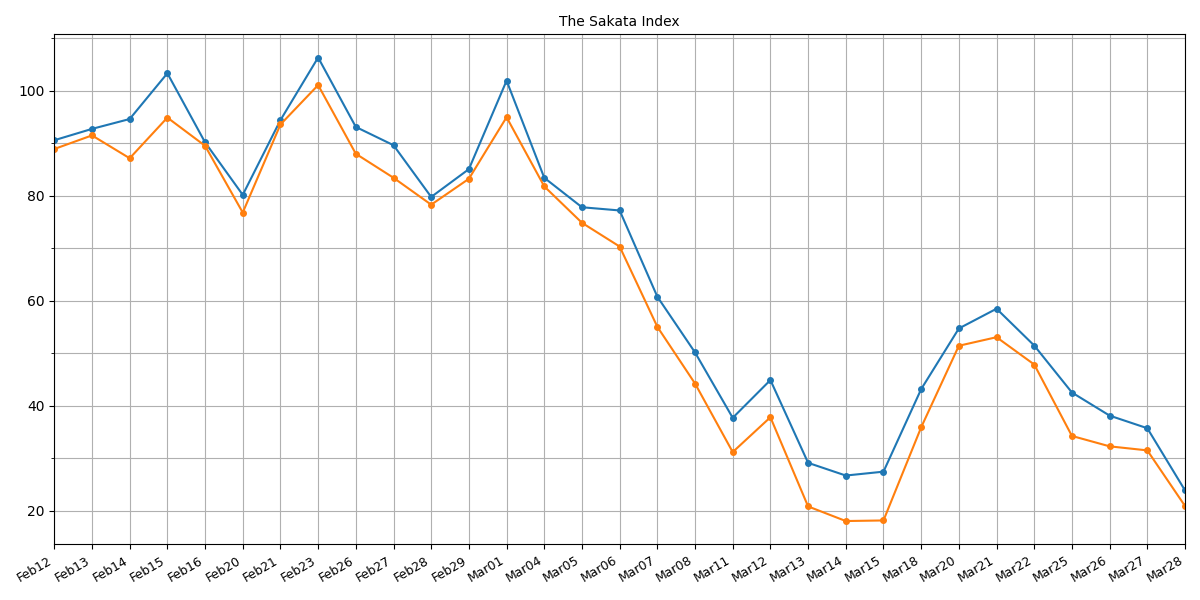 The Sakata Index
100
80
60
40
20
Feb12 Feb13 Feb14 Feb15 Feb16 Feb20 Feb21 Feb23 Feb26 Feb27 Feb28 Feb29 Mar01 Mar04 Mar05 Mar06 Mar07 Mar08 Mar11 Mar12 Mar13 Mar14 Mar15 Mar18 Mar20 Mar21 Mar22 Mar25 Mar26 Mar27 Mar28